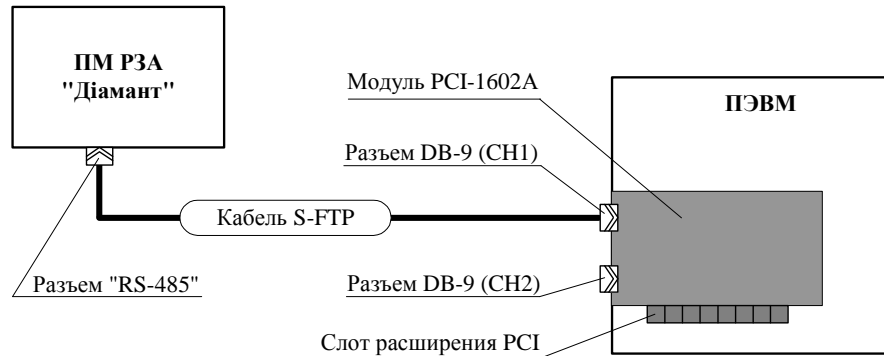 ПМ РЗА
"Діамант"
Модуль PCI-1602A
ПЭВМ
Разъем DB-9 (CH1)
Кабель S-FTP
Разъем "RS-485"
Разъем DB-9 (CH2)
Слот расширения PCI